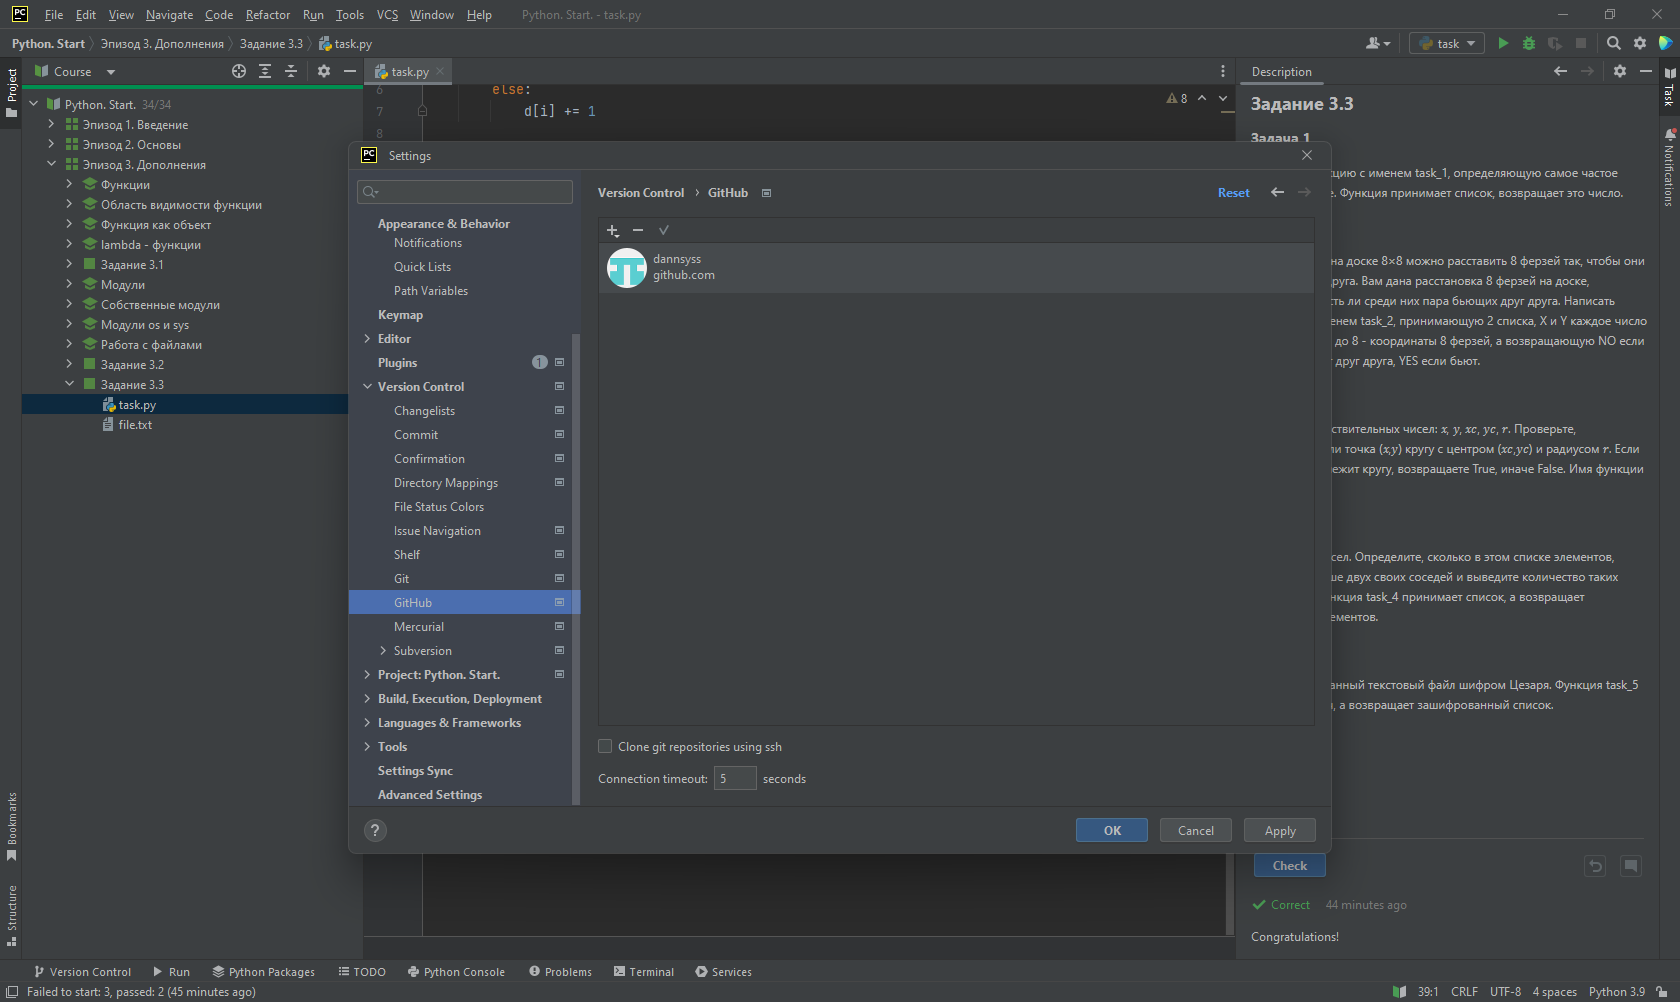 PC File Edit View Navigate Code Refactor Run Tools VCS Window Help Python. Start. - task.py
Python. Start Эпизод 3. Дополнения Задание 3.3 task.py task
Project
Course
Python. Start. 34/34
Эпизод 1. Введение
Эпизод 2. Основы
Эпизод 3. Дополнения
Функции
Область видимости функции
Функция как объект
lambda - функции
Задание 3.1
Модули
Собственные модули
Модули os и sys
Работа с файлами
Задание 3.2
Задание 3.3
task.py
file.txt
Bookmarks
Structure
task.py
6 else:
7 d[i] += 1
8
8
PC Settings
Appearance & Behavior
Notifications
Quick Lists
Path Variables
Keymap
Editor
Plugins 1
Version Control
Changelists
Commit
Confirmation
Directory Mappings
File Status Colors
Issue Navigation
Shelf
Git
GitHub
Mercurial
Subversion
Project: Python. Start.
Build, Execution, Deployment
Languages & Frameworks
Tools
Settings Sync
Advanced Settings
Version Control › GitHub Reset
dannsyss
github.com
Clone git repositories using ssh
Connection timeout: 5 seconds
? OK Cancel Apply
Description
Задание 3.3
Задача 1
кцию с именем task_1, определяющую самое частое
е. Функция принимает список, возвращает это число.
на доске 8×8 можно расставить 8 ферзей так, чтобы они
друга. Вам дана расстановка 8 ферзей на доске,
сть ли среди них пара бьющих друг друга. Написать
енем task_2, принимающую 2 списка, X и Y каждое число
до 8 - координаты 8 ферзей, а возвращающую NO если
друг друга, YES если бьют.
ствительных чисел: x, y, xc, yc, r. Проверьте,
ли точка (x,y) кругу с центром (xc,yc) и радиусом r. Если
лежит кругу, возвращаете True, иначе False. Имя функции
сел. Определите, сколько в этом списке элементов,
ше двух своих соседей и выведите количество таких
нкция task_4 принимает список, а возвращает
ементов.
анный текстовый файл шифром Цезаря. Функция task_5
, а возвращает зашифрованный список.
Check
Correct 44 minutes ago
Congratulations!
Task
Notifications
Version Control Run Python Packages TODO Python Console Problems Terminal Services
Failed to start: 3, passed: 2 (45 minutes ago) 39:1 CRLF UTF-8 4 spaces Python 3.9